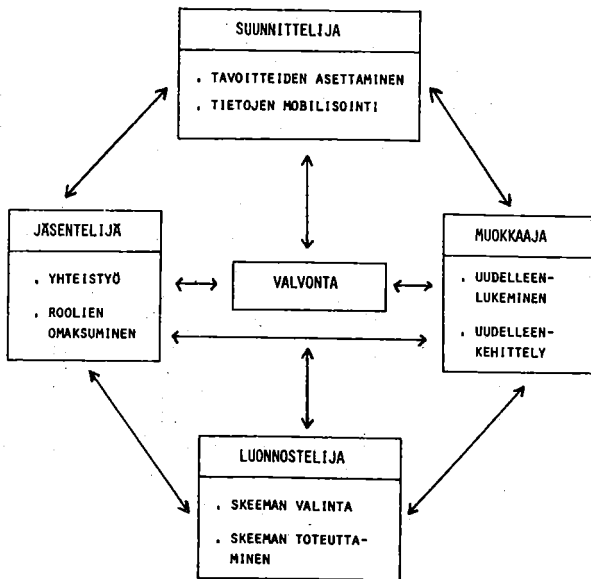 SUUNNITTELIJA
. TAVOITTEIDEN ASETTAMINEN
. TIETOJEN MOBILISOINTI
JÄSENTELIJÄ
. YHTEISTYÖ
. ROOLIEN
OMAKSUMINEN
VALVONTA
MUOKKAAJA
. UUDELLEEN-
LUKEMINEN
. UUDELLEEN-
KEHITTELY
LUONNOSTELIJA
. SKEEMAN VALINTA
. SKEEMAN TOTEUTTA-
MINEN